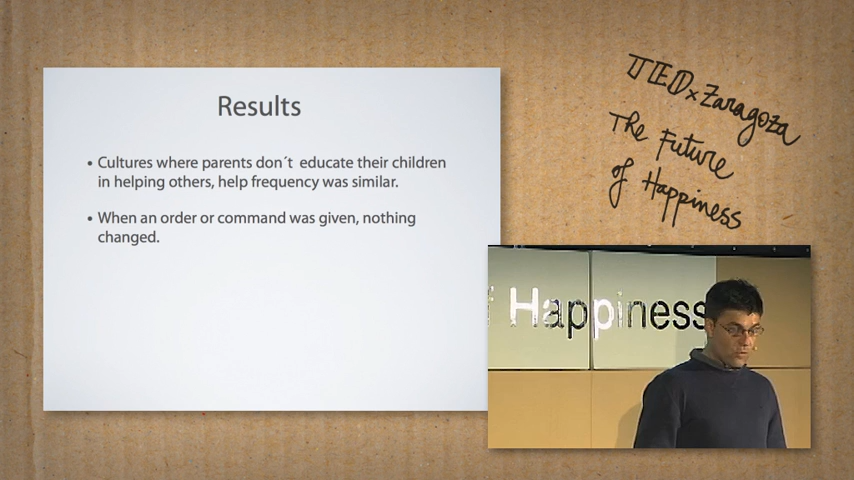 Results
• Cultures where parents don´t educate their children
in helping others, help frequency was similar.
• When an order or command was given, nothing
changed.
TEDxZaragoza
The Future
of Happiness
f Happiness